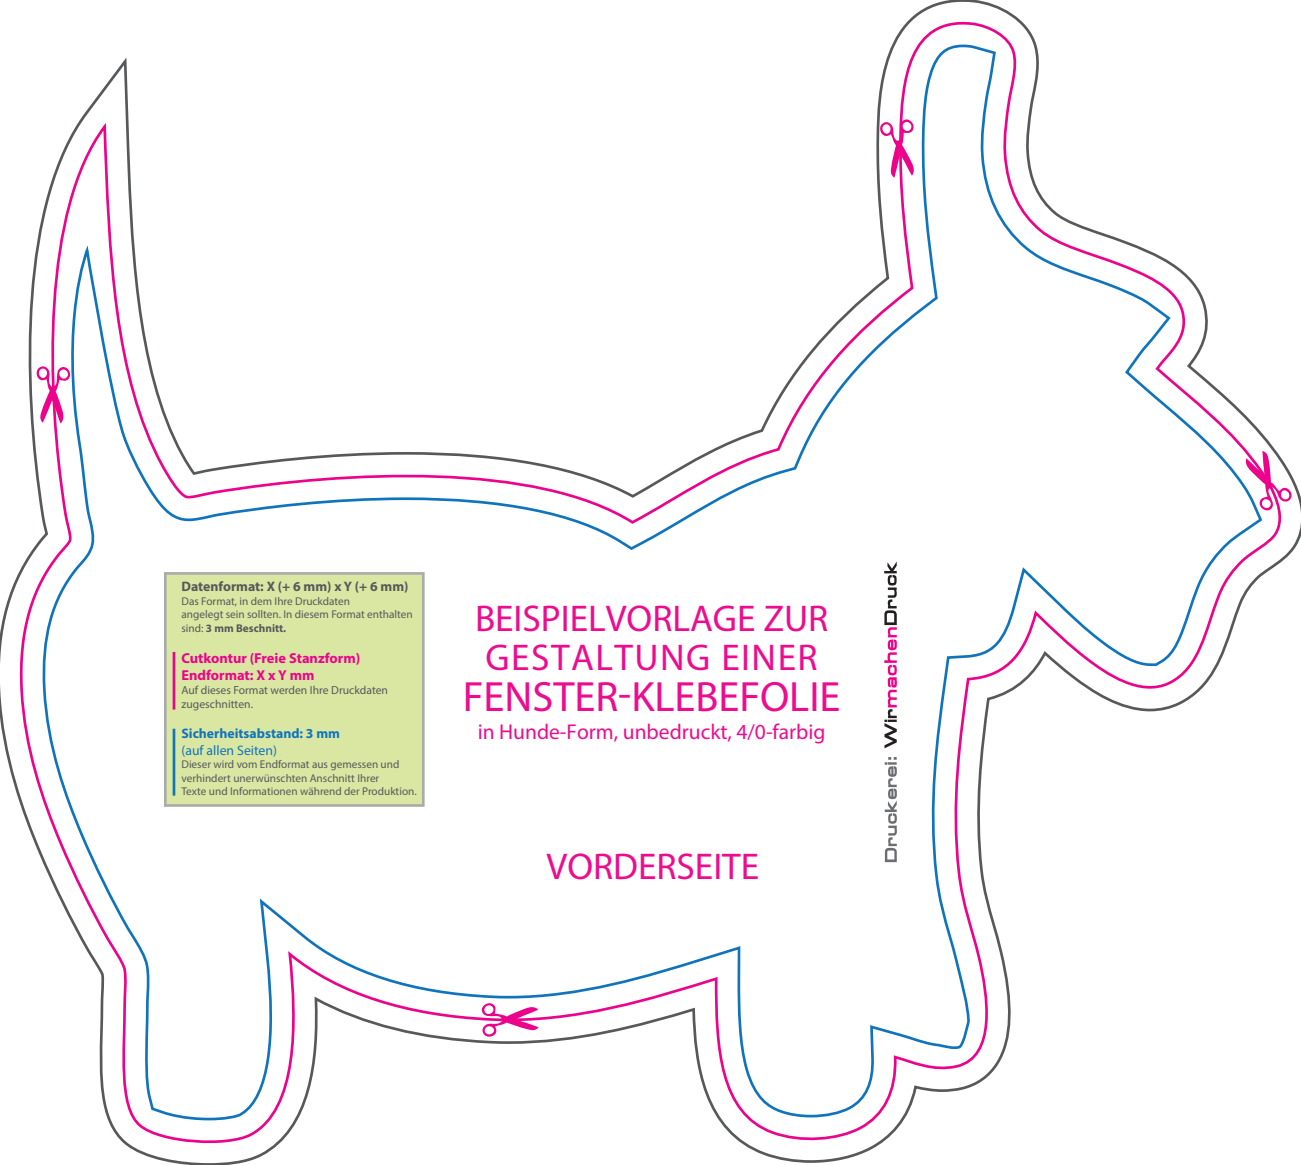 Datenformat: X (+ 6 mm) x Y (+ 6 mm)
Das Format, in dem Ihre Druckdaten
angelegt sein sollten. In diesem Format enthalten
sind: 3 mm Beschnitt.
Cutkontur (Freie Stanzform)
Endformat: X x Y mm
Auf dieses Format werden Ihre Druckdaten
zugeschnitten.
Sicherheitsabstand: 3 mm
(auf allen Seiten)
Dieser wird vom Endformat aus gemessen und
verhindert unerwünschten Anschnitt Ihrer
Texte und Informationen während der Produktion.
BEISPIELVORLAGE ZUR
GESTALTUNG EINER
FENSTER-KLEBEFOLIE
in Hunde-Form, unbedruckt, 4/0-farbig
VORDERSEITE
Druckerei: WirmachenDruck